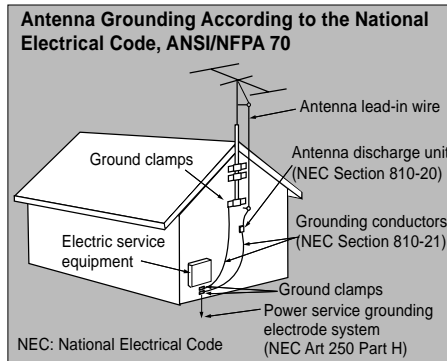 Antenna Grounding According to the National
Electrical Code, ANSI/NFPA 70
Antenna lead-in wire
Ground clamps
Antenna discharge unit
(NEC Section 810-20)
Grounding conductors
(NEC Section 810-21)
Electric service
equipment
Ground clamps
Power service grounding
electrode system
(NEC Art 250 Part H)
NEC: National Electrical Code